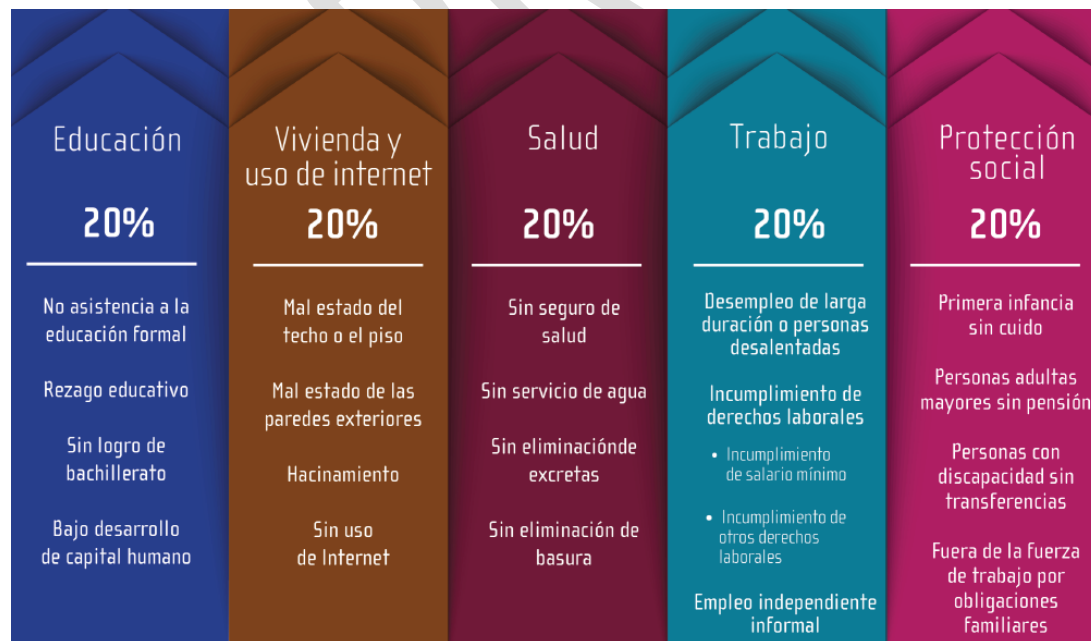 Educación
20%
No asistencia a la
educación formal
Rezago educativo
Sin logro de
bachillerato
Bajo desarrollo
de capital humano
Vivienda y
uso de internet
20%
Mal estado del
techo o el piso
Mal estado de las
paredes exteriores
Hacinamiento
Sin uso
de Internet
Salud
20%
Sin seguro de
salud
Sin servicio de agua
Sin eliminaciónde
excretas
Sin eliminación de
basura
Trabajo
20%
Desempleo de larga
duración o personas
desalentadas
Incumplimiento de
derechos laborales
• Incumplimiento
de salario mínimo
• Incumplimiento de
otros derechos
laborales
Empleo independiente
informal
Protección
social
20%
Primera infancia
sin cuido
Personas adultas
mayores sin pensión
Personas con
discapacidad sin
transferencias
Fuera de la fuerza
de trabajo por
obligaciones
familiares